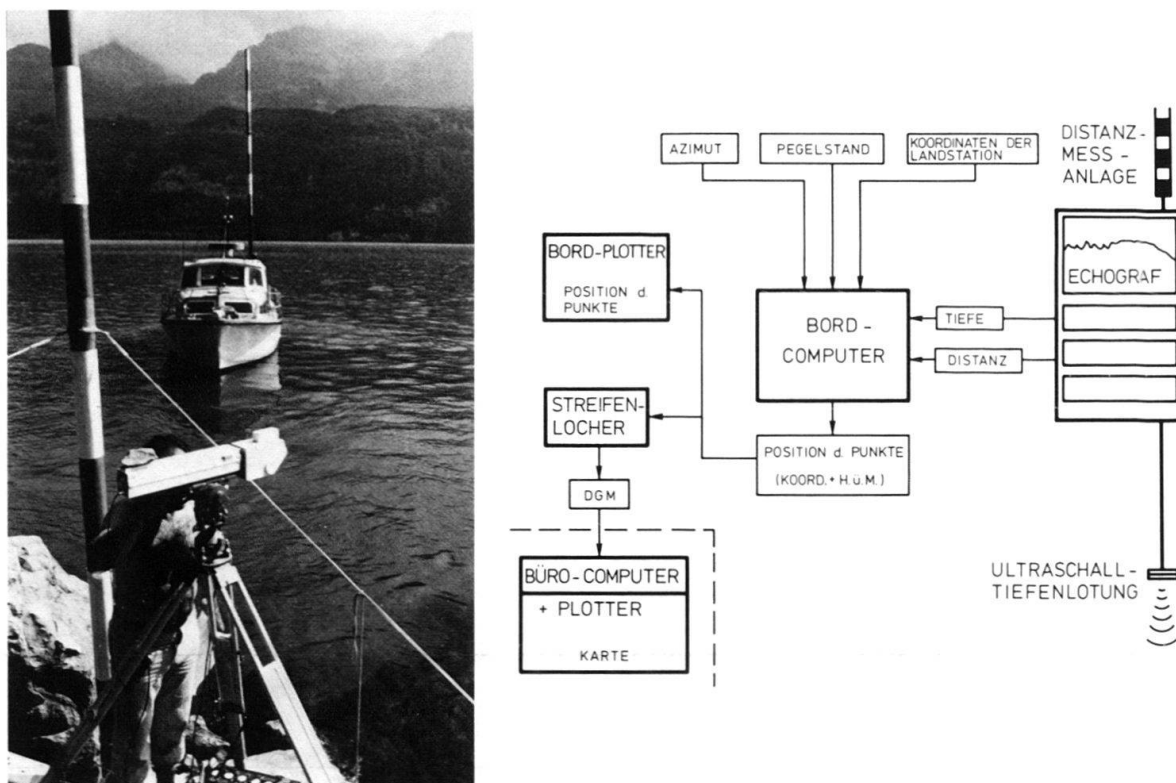 AZIMUT
PEGELSTAND
KOORDINATEN DER
LANDSTATION
DISTANZ-
MESS-
ANLAGE
BORD-PLOTTER
POSITION d.
PUNKTE
ECHOGRAF
BORD-
COMPUTER
TIEFE
DISTANZ
STREIFEN-
LOCHER
POSITION d. PUNKTE
(KOORD. + H.ü.M.)
DGM
BÜRO-COMPUTER
+ PLOTTER
KARTE
ULTRASCHALL-
TIEFENLOTUNG